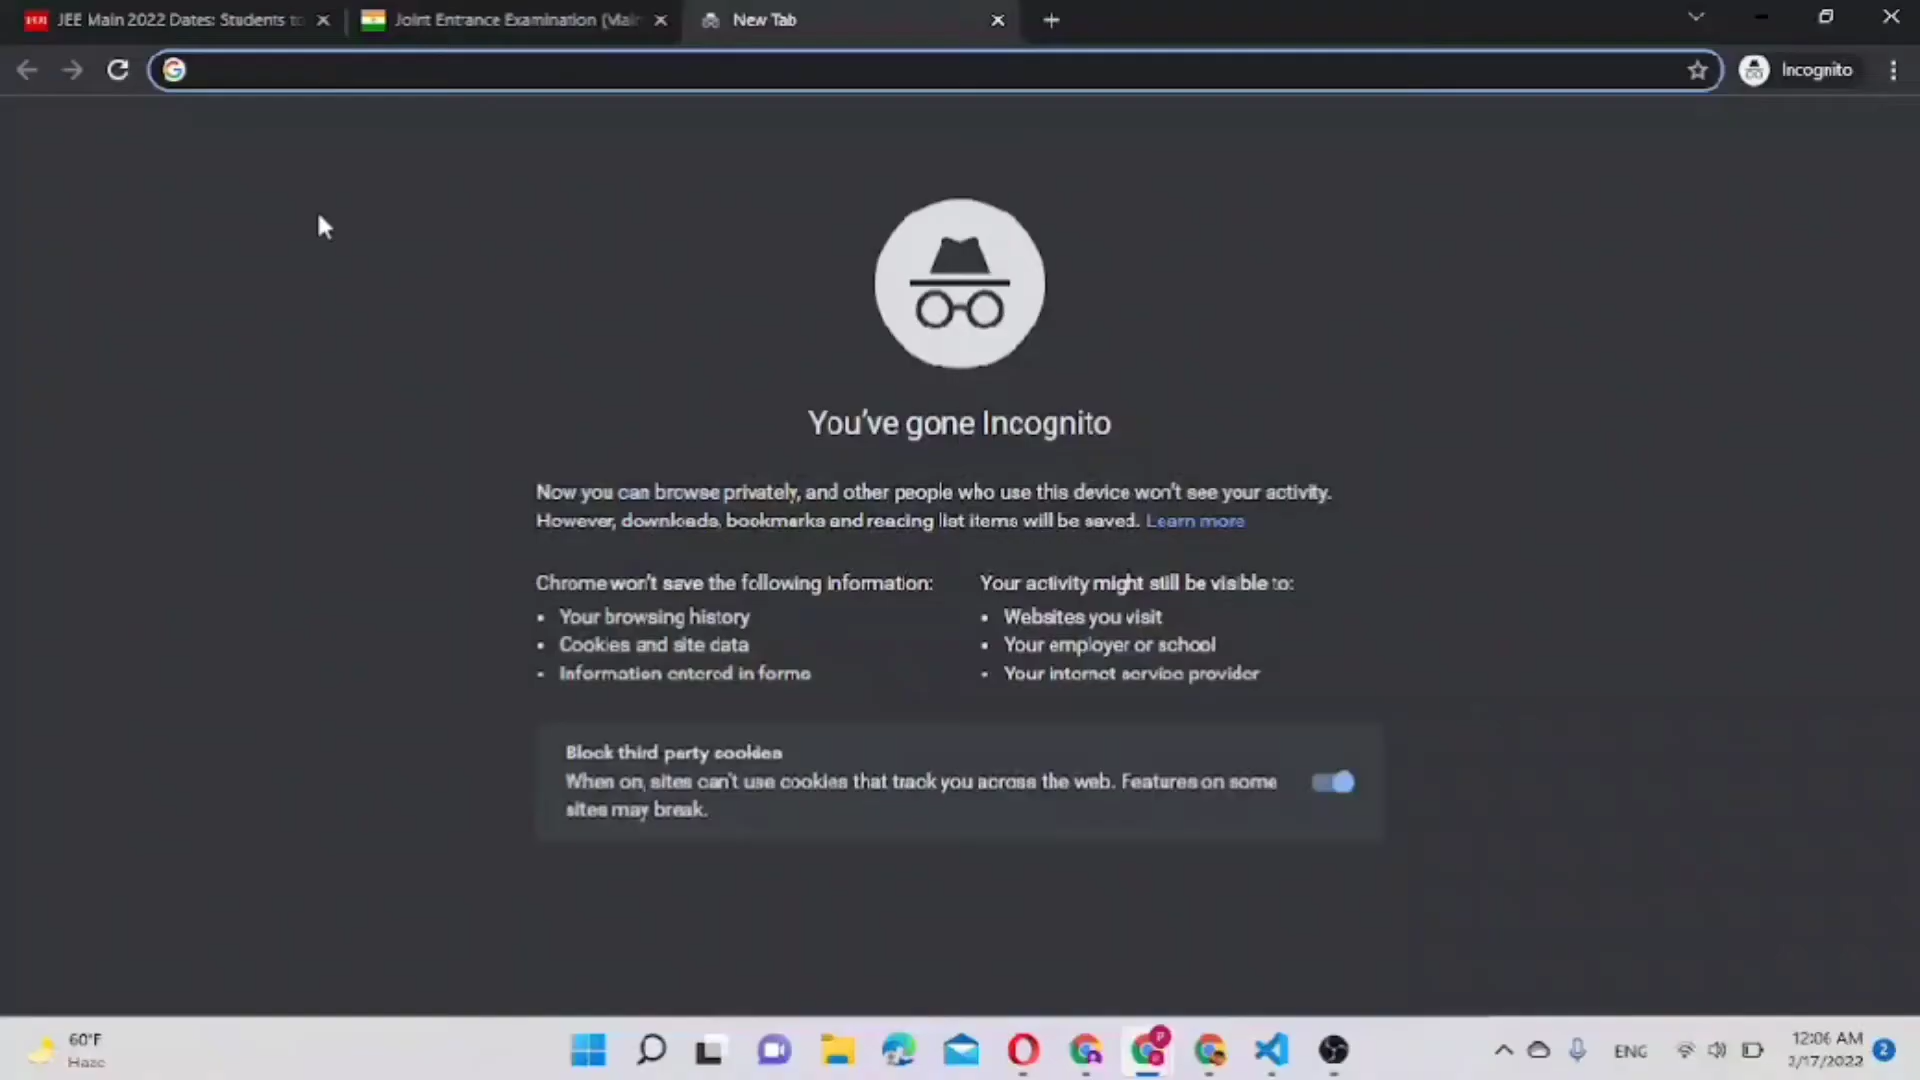 JEE Main 2022 Dates: Students to
Joint Entrance Examination (Mai
New Tab
Incognito
You've gone Incognito
Now you can browse privately, and other people who use this device won't see your activity.
However, downloads, bookmarks and reading list items will be saved. Learn more
Chrome won't save the following information:
• Your browsing history
• Cookies and site data
• Information entered in forms
Your activity might still be visible to:
• Websites you visit
• Your employer or school
• Your internet service provider
Block third party cookies
When on, sites can't use cookies that track you across the web. Features on some
sites may break.
60°F
Haze
ENG
12:06 AM
2/17/2022
2